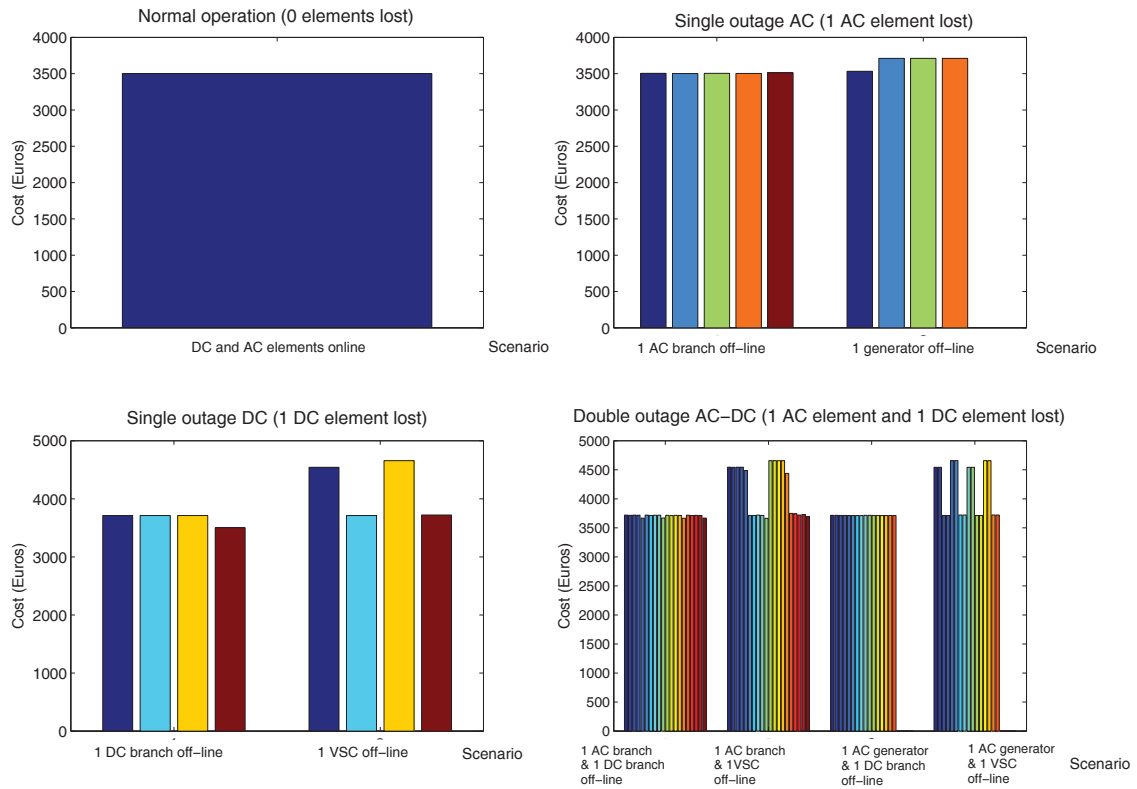 Normal operation (0 elements lost)
4000
3500
3000
2500
2000
1500
1000
500
0
Cost (Euros)
DC and AC elements online
Scenario
Single outage AC (1 AC element lost)
4000
3500
3000
2500
2000
1500
1000
500
0
Cost (Euros)
1 AC branch off−line
1 generator off−line
Scenario
Single outage DC (1 DC element lost)
5000
4000
3000
2000
1000
0
Cost (Euros)
1 DC branch off−line
1 VSC off−line
Scenario
Double outage AC−DC (1 AC element and 1 DC element lost)
5000
4500
4000
3500
3000
2500
2000
1500
1000
500
0
Cost (Euros)
1 AC branch
& 1 DC branch
off−line
1 AC branch
& 1VSC
off−line
1 AC generator
& 1 DC branch
off−line
1 AC generator
& 1 VSC
off−line
Scenario